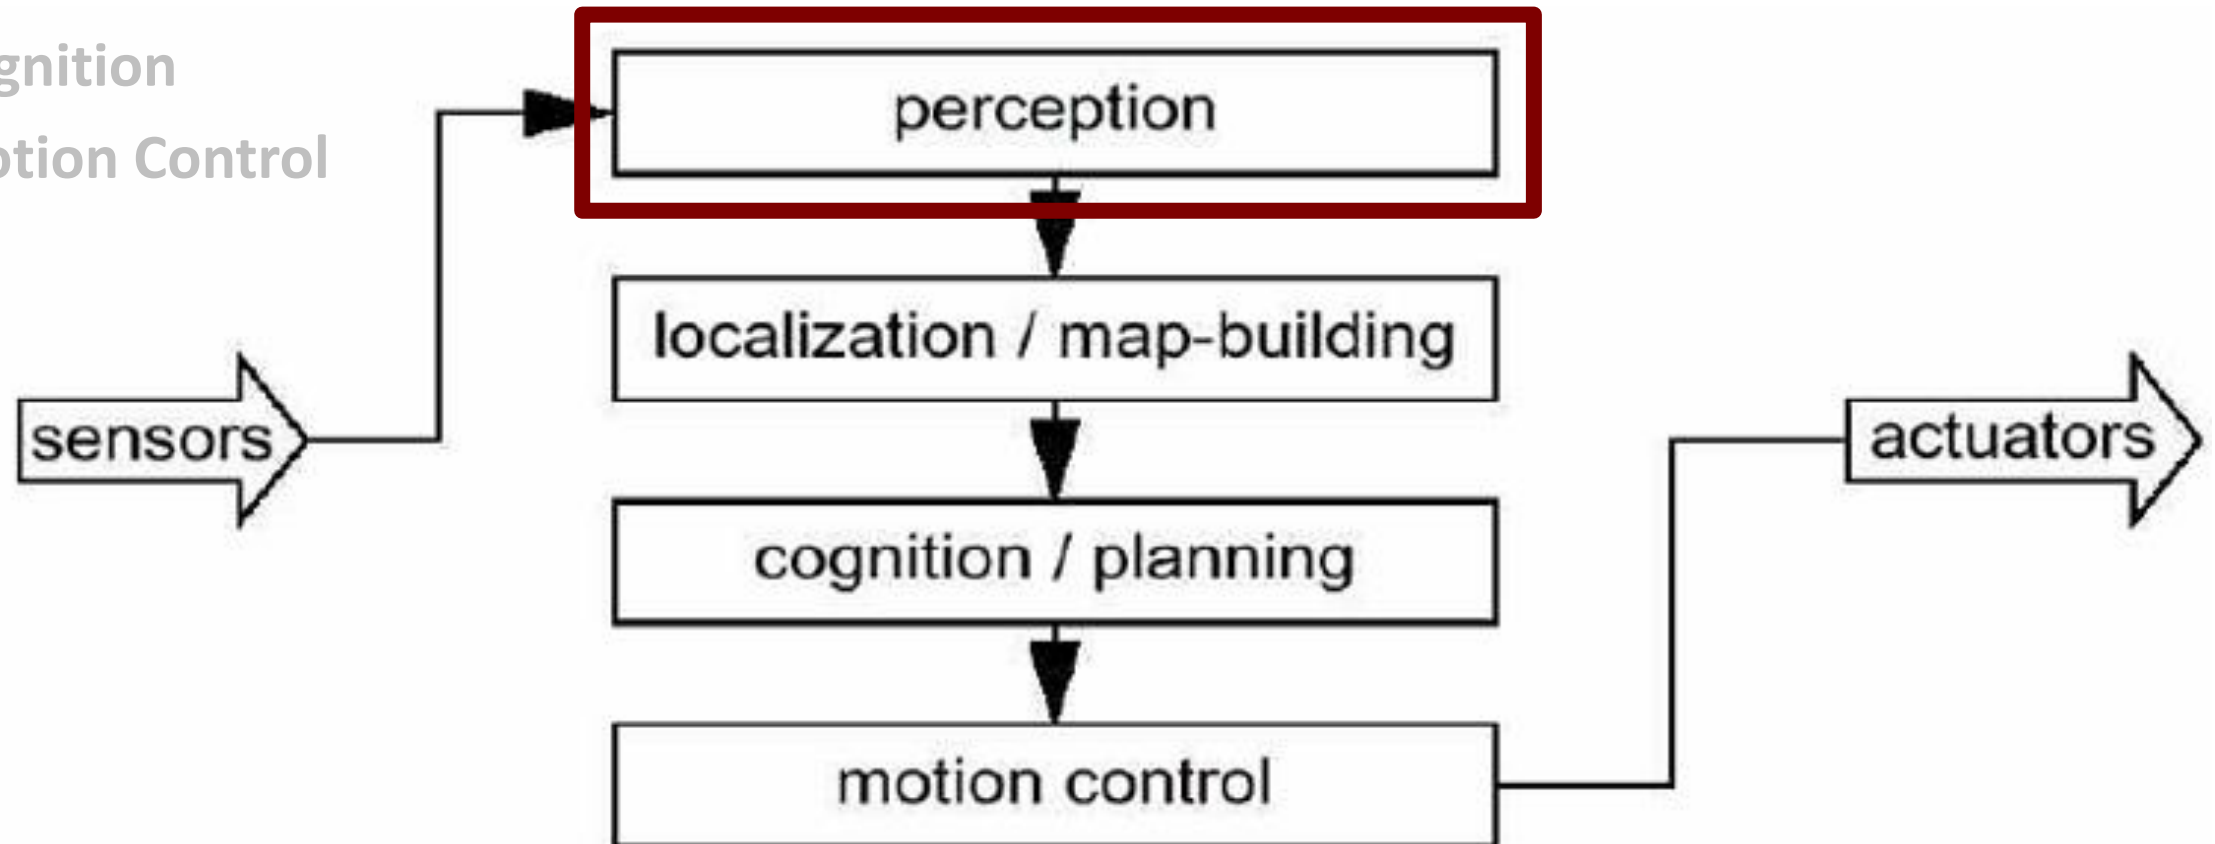 gnition
otion Control
perception
localization / map-building
sensors
actuators
cognition / planning
motion control